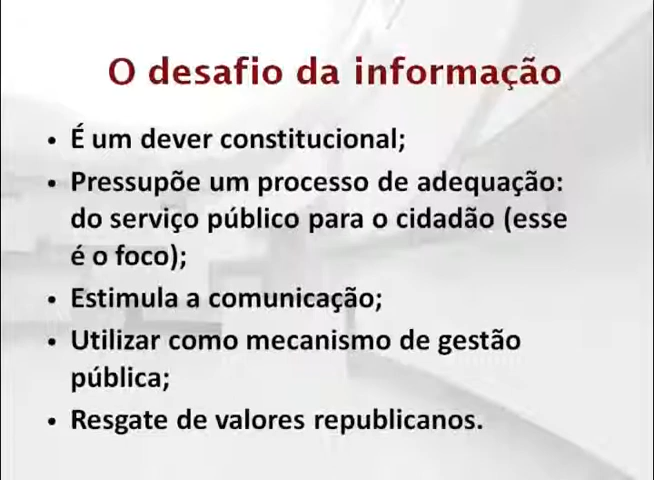 O desafio da informação
• É um dever constitucional;
• Pressupõe um processo de adequação:
do serviço público para o cidadão (esse
é o foco);
• Estimula a comunicação;
• Utilizar como mecanismo de gestão
pública;
• Resgate de valores republicanos.